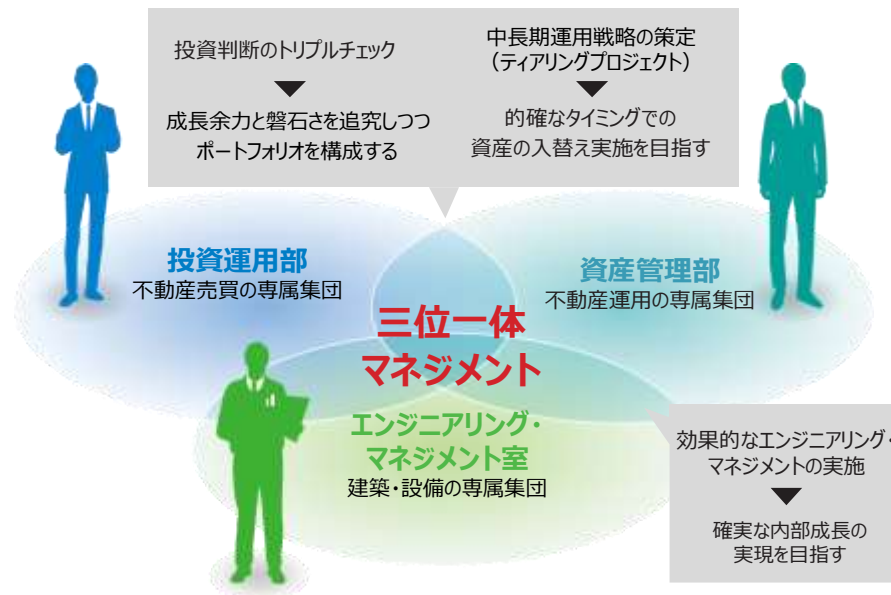 投資判断のトリプルチェック
成長余力と磐石さを追究しつつ
ポートフォリオを構成する
中長期運用戦略の策定
（ティアリングプロジェクト）
的確なタイミングでの
資産の入替え実施を目指す
投資運用部
不動産売買の専属集団
資産管理部
不動産運用の専属集団
三位一体
マネジメント
エンジニアリング・
マネジメント室
建築・設備の専属集団
効果的なエンジニアリング・
マネジメントの実施
確実な内部成長の
実現を目指す